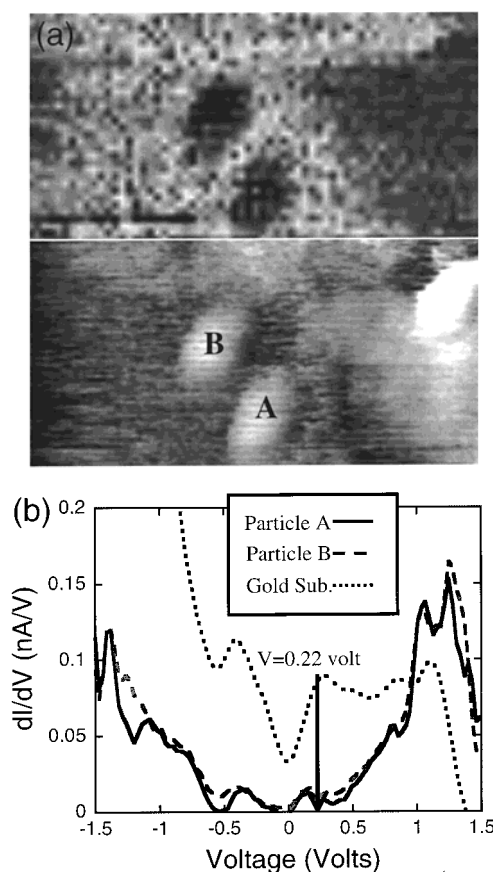 (a)
B
A
(b)
0.2
0.15
0.1
0.05
0
dI/dV (nA/V)
Particle A
Particle B
Gold Sub.
V=0.22 volt
-1.5 -1 -0.5 0 0.5 1 1.5
Voltage (Volts)